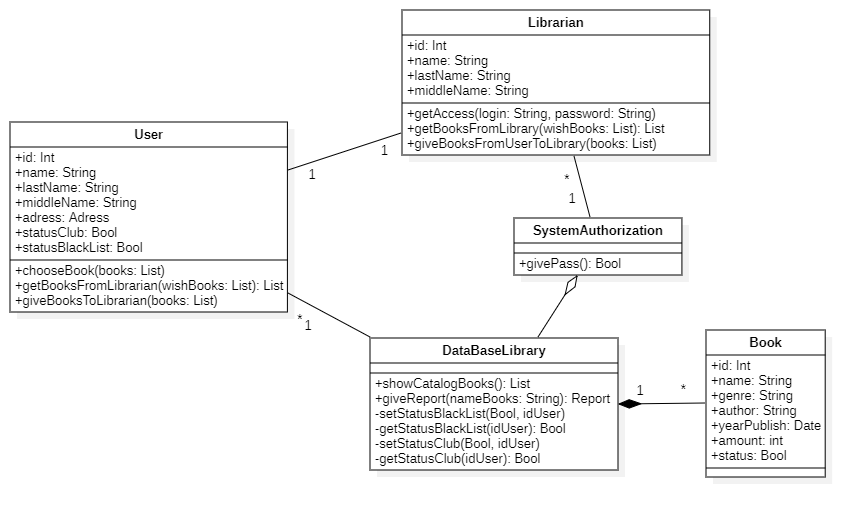 Librarian
+id: Int
+name: String
+lastName: String
+middleName: String
+getAccess(login: String, password: String)
+getBooksFromLibrary(wishBooks: List): List
+giveBooksFromUserToLibrary(books: List)
User
+id: Int
+name: String
+lastName: String
+middleName: String
+adress: Adress
+statusClub: Bool
+statusBlackList: Bool
+chooseBook(books: List)
+getBooksFromLibrarian(wishBooks: List): List
+giveBooksToLibrarian(books: List)
1
1
*
1
SystemAuthorization
+givePass(): Bool
*
1
DataBaseLibrary
+showCatalogBooks(): List
+giveReport(nameBooks: String): Report
-setStatusBlackList(Bool, idUser)
-getStatusBlackList(idUser): Bool
-setStatusClub(Bool, idUser)
-getStatusClub(idUser): Bool
1
*
Book
+id: Int
+name: String
+genre: String
+author: String
+yearPublish: Date
+amount: int
+status: Bool